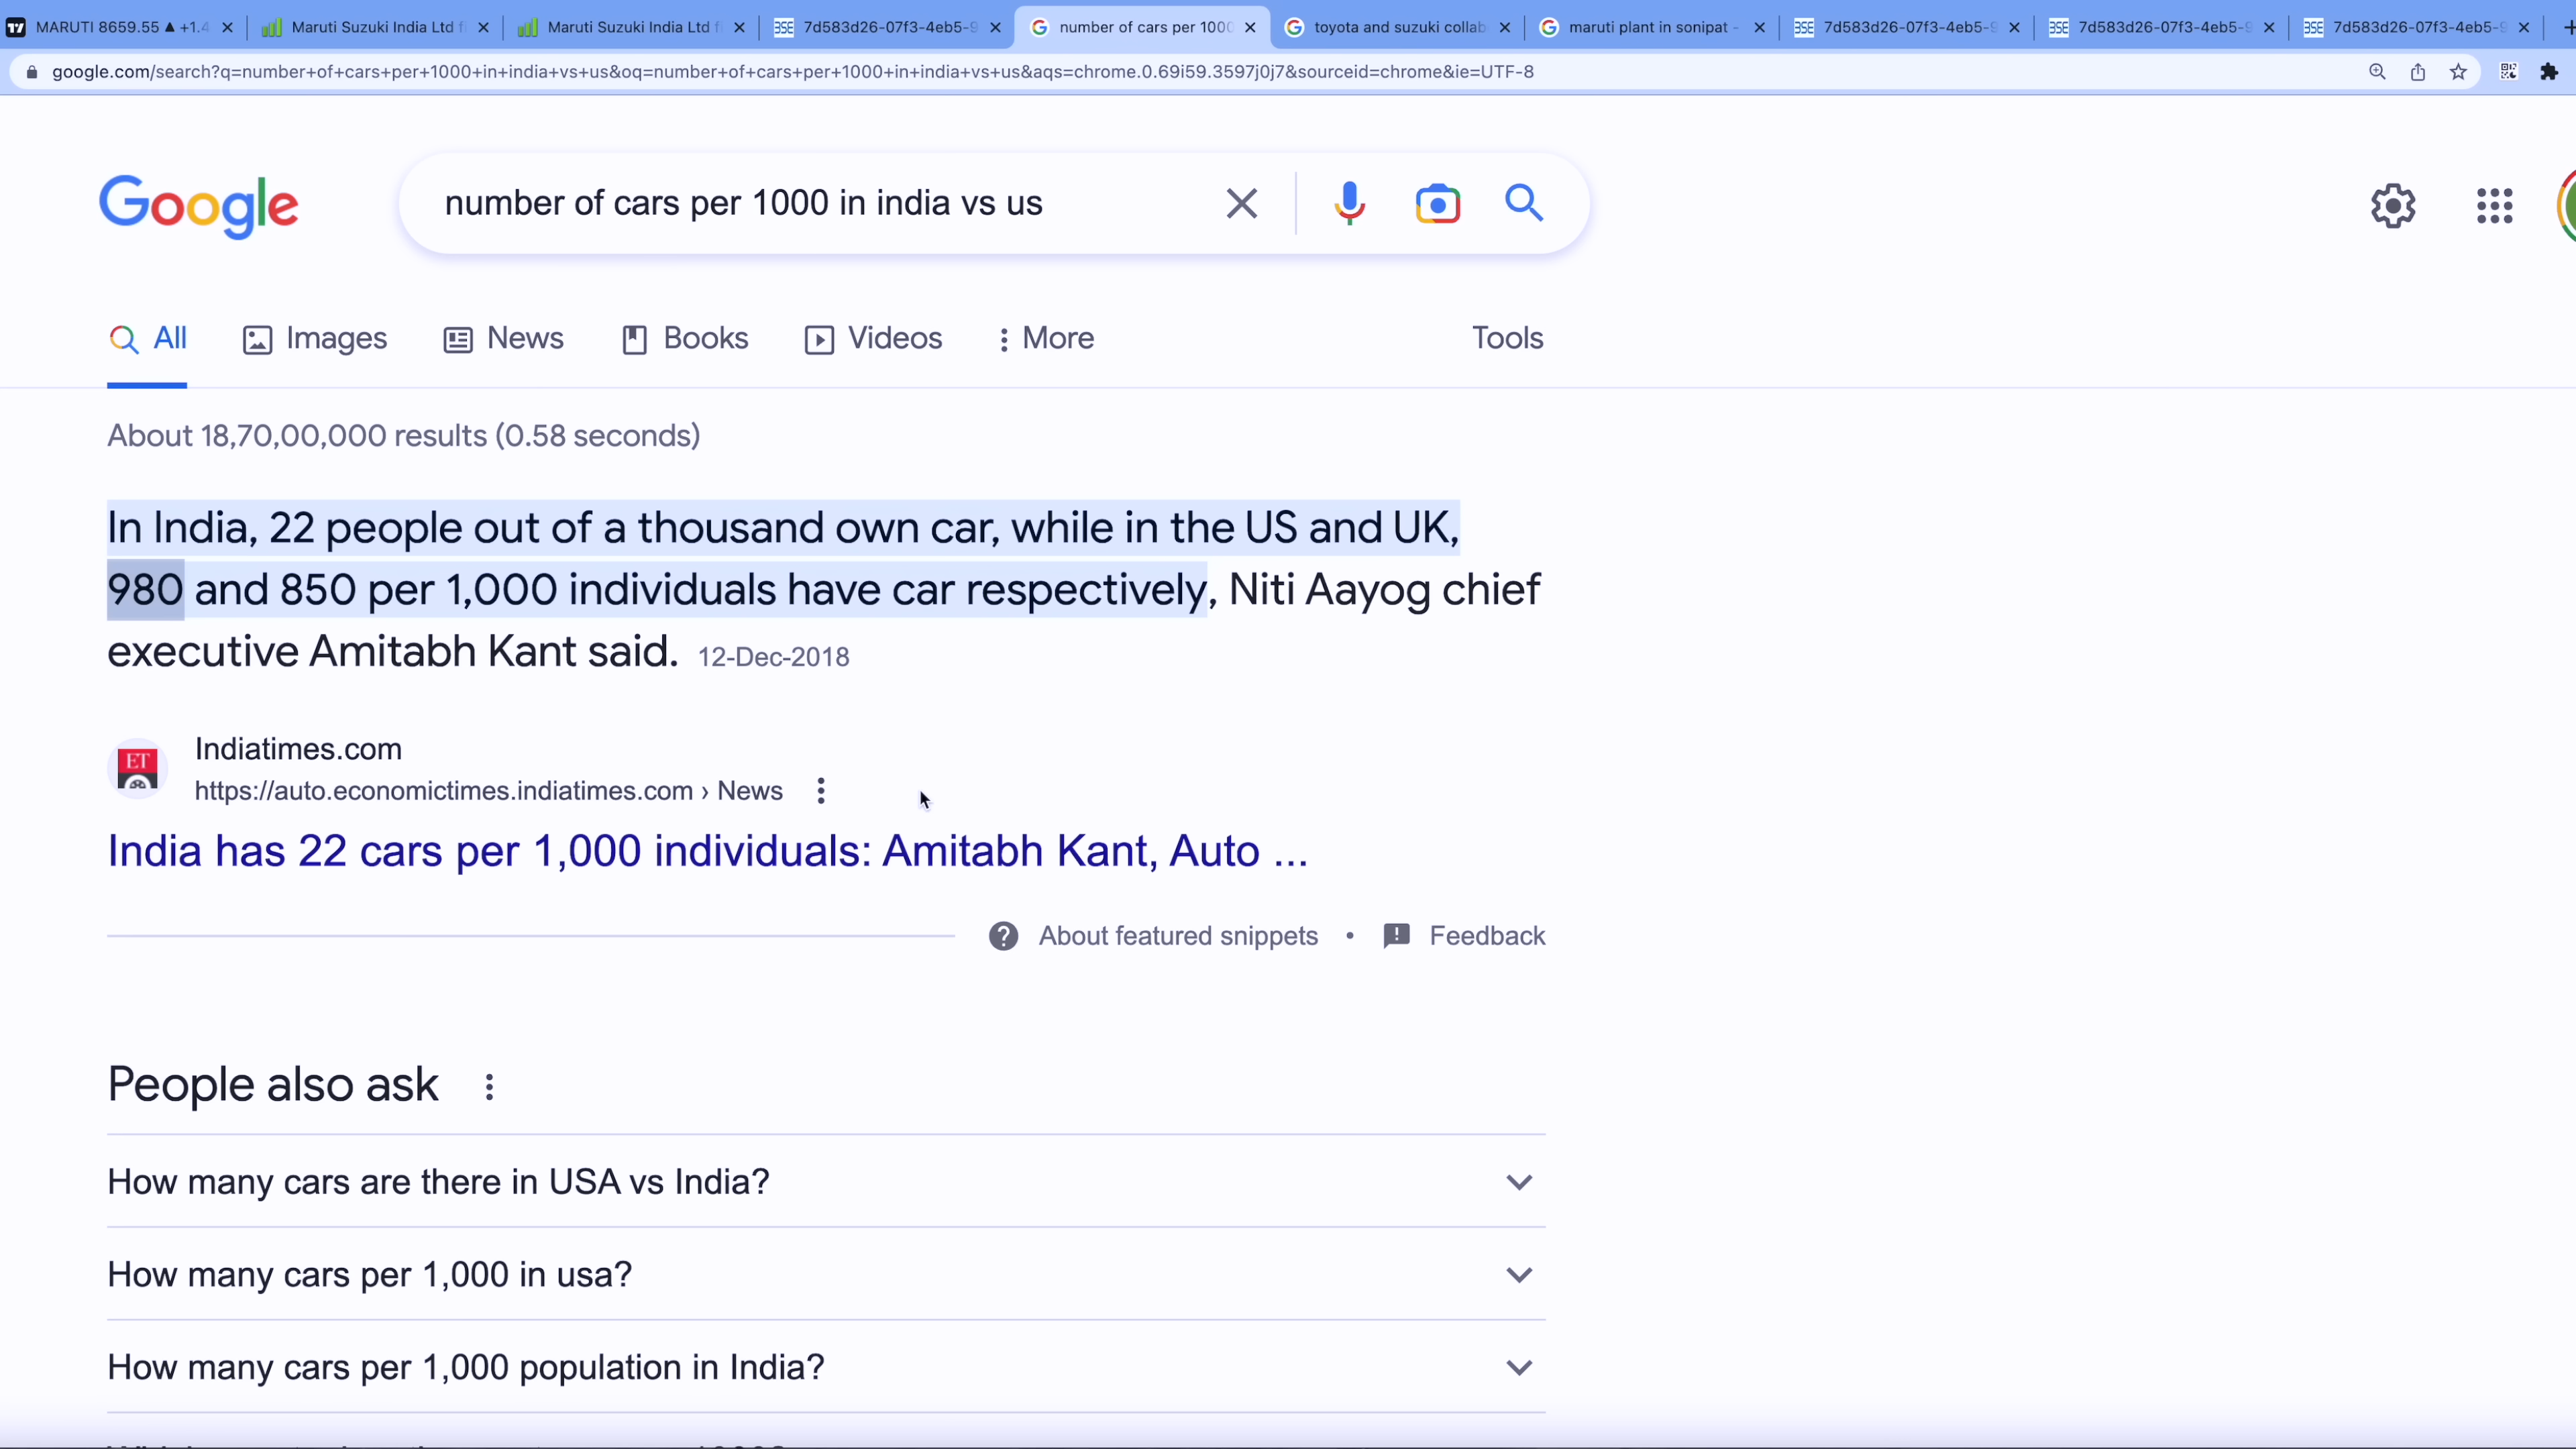 MARUTI 8659.55 ▲ +1.4
Maruti Suzuki India Ltd fi
Maruti Suzuki India Ltd fi
7d583d26-07f3-4eb5-9
number of cars per 1000
toyota and suzuki collab
maruti plant in sonipat -
7d583d26-07f3-4eb5-9
7d583d26-07f3-4eb5-9
7d583d26-07f3-4eb5-9
google.com/search?q=number+of+cars+per+1000+in+india+vs+us&oq=number+of+cars+per+1000+in+india+vs+us&aqs=chrome.0.69i59.3597j0j7&sourceid=chrome&ie=UTF-8
Google
number of cars per 1000 in india vs us
All Images News Books Videos More Tools
About 18,70,00,000 results (0.58 seconds)
In India, 22 people out of a thousand own car, while in the US and UK,
980 and 850 per 1,000 individuals have car respectively, Niti Aayog chief
executive Amitabh Kant said. 12-Dec-2018
ET
Indiatimes.com
https://auto.economictimes.indiatimes.com › News
India has 22 cars per 1,000 individuals: Amitabh Kant, Auto ...
About featured snippets • Feedback
People also ask
How many cars are there in USA vs India?
How many cars per 1,000 in usa?
How many cars per 1,000 population in India?